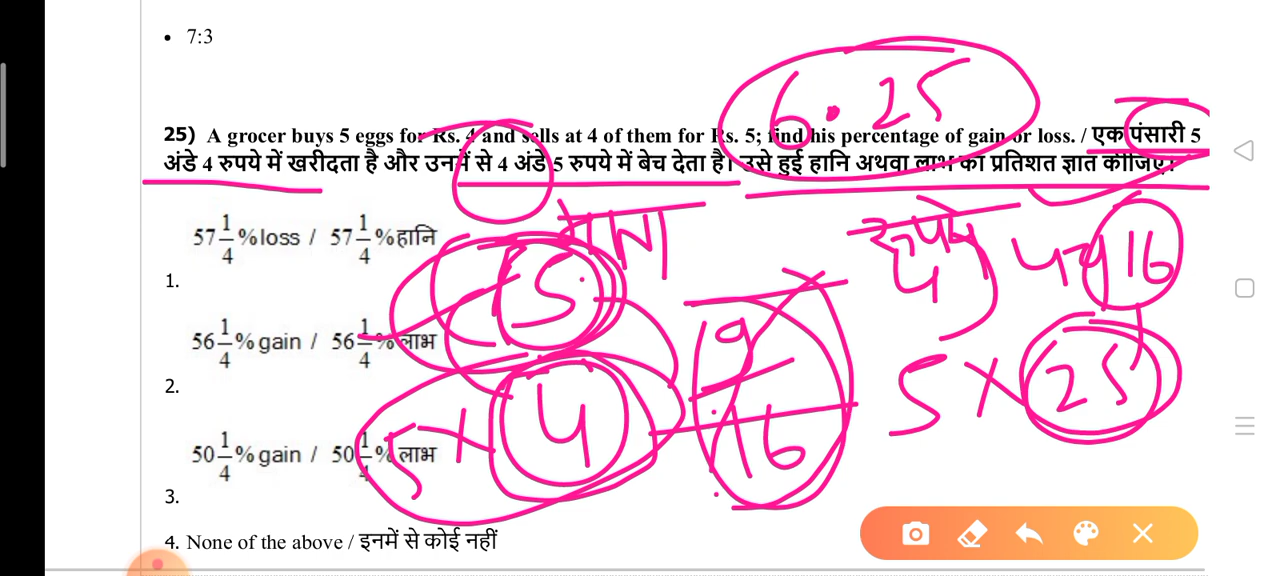 • 7:3
6.25
25) A grocer buys 5 eggs for Rs. 4 and sells at 4 of them for Rs. 5; find his percentage of gain or loss. / एक पंसारी 5
अंडे 4 रुपये में खरीदता है और उनमें से 4 अंडे 5 रुपये में बेच देता है। उसे हुई हानि अथवा लाभ का प्रतिशत ज्ञात कीजिए।
57 1/4 % loss / 57 1/4 % हानि
1.
5 4 16
56 1/4 % gain / 56 1/4 % लाभ
2.
9/16 5 × 25
50 1/4 % gain / 50 1/4 % लाभ
3.
5 × 4
4. None of the above / इनमें से कोई नहीं